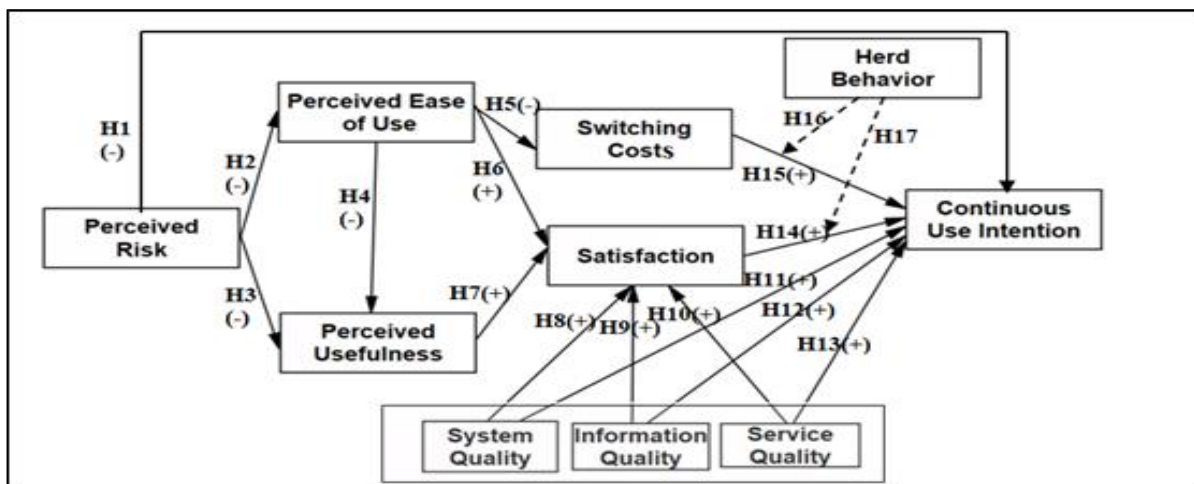 Herd
Behavior
Perceived Ease
of Use
H5(-)
Switching
Costs
H16
H17
H1
(-)
H2
(-)
H4
(-)
H6
(+)
H15(+)
Perceived
Risk
Continuous
Use Intention
Satisfaction
H14(+)
H3
(-)
H7(+)
H11(+)
Perceived
Usefulness
H8(+)
H9(+)
H10(+)
H12(+)
H13(+)
System
Quality
Information
Quality
Service
Quality